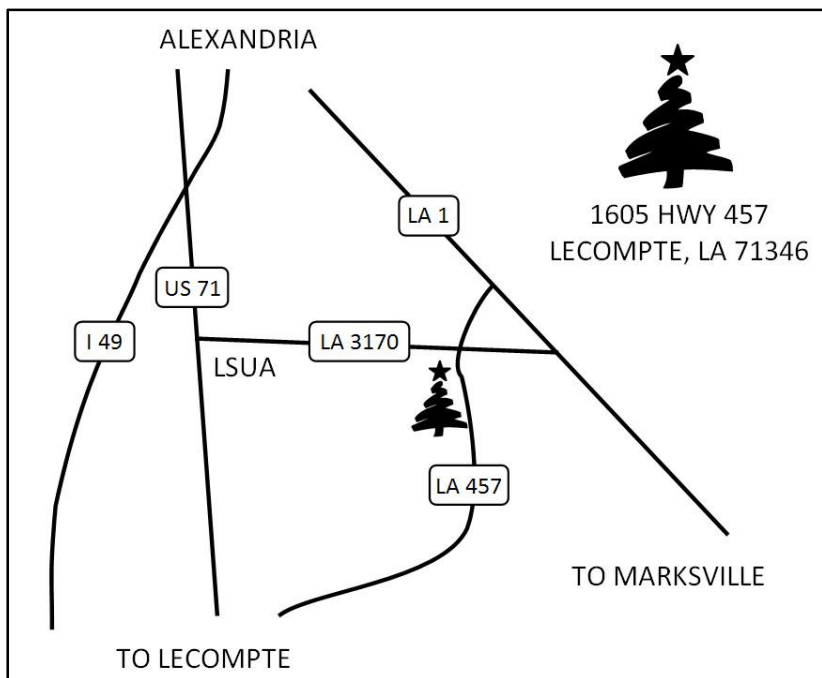 ALEXANDRIA
1605 HWY 457
LECOMPTE, LA 71346
LA 1
US 71
I 49
LA 3170
LSUA
LA 457
TO MARKSVILLE
TO LECOMPTE